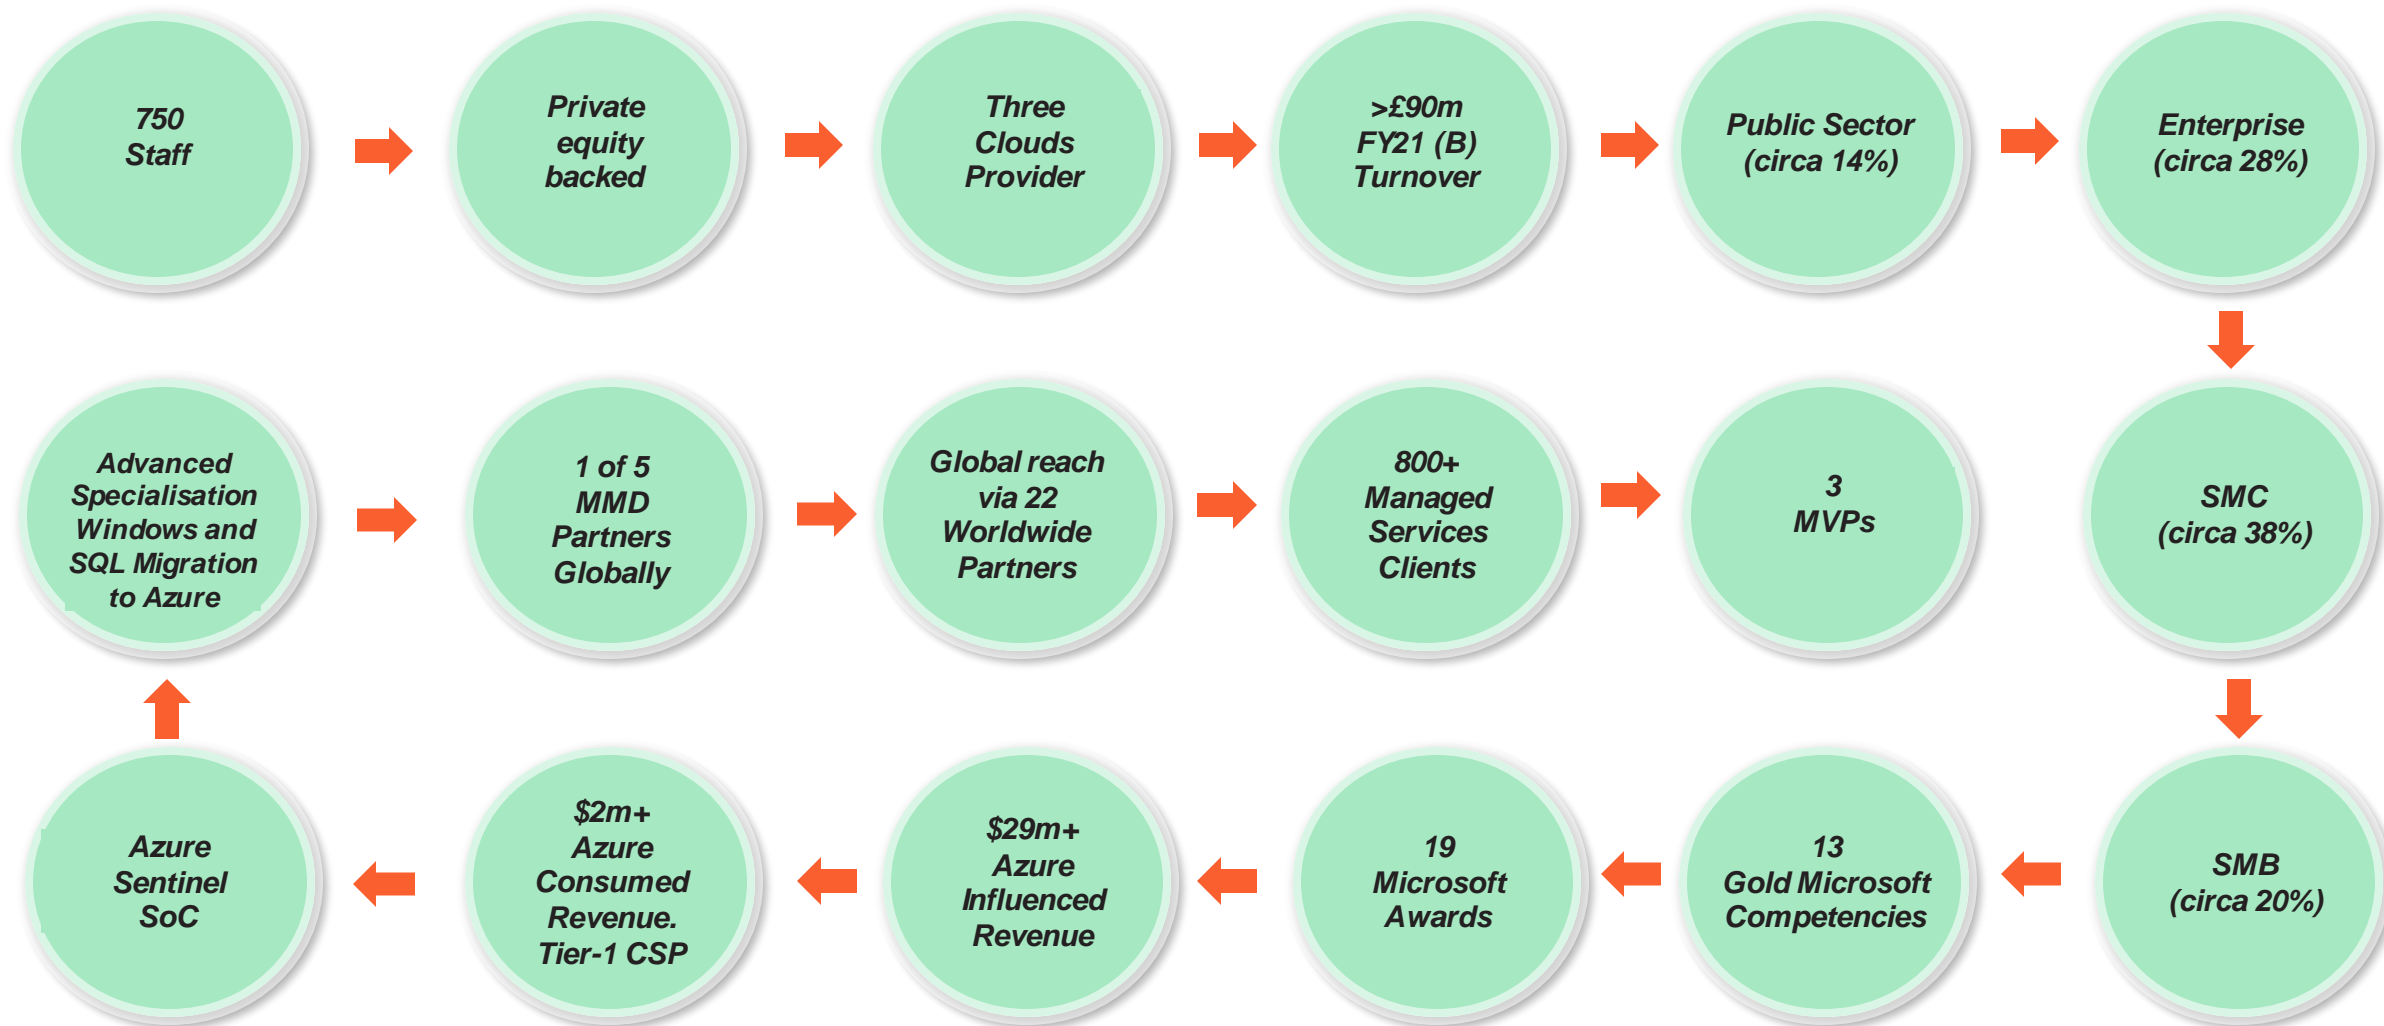 750
Staff
Private
equity
backed
Three
Clouds
Provider
>£90m
FY21 (B)
Turnover
Public Sector
(circa 14%)
Enterprise
(circa 28%)
Advanced
Specialisation
Windows and
SQL Migration
to Azure
1 of 5
MMD
Partners
Globally
Global reach
via 22
Worldwide
Partners
800+
Managed
Services
Clients
3
MVPs
SMC
(circa 38%)
Azure
Sentinel
SoC
$2m+
Azure
Consumed
Revenue.
Tier-1 CSP
$29m+
Azure
Influenced
Revenue
19
Microsoft
Awards
13
Gold Microsoft
Competencies
SMB
(circa 20%)